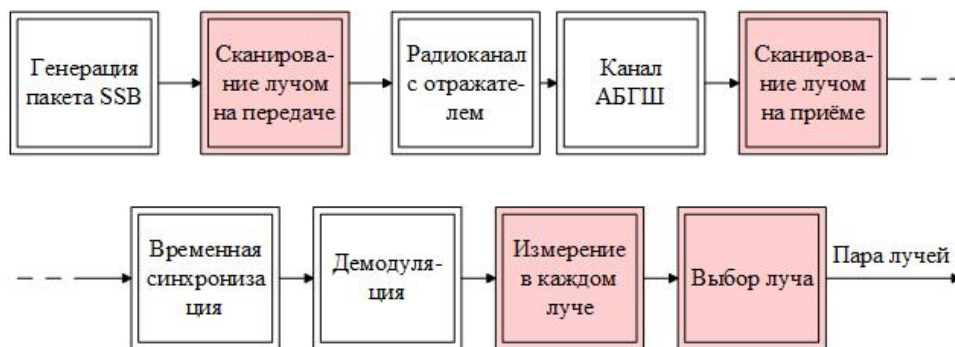 Генерация
пакета SSB
Сканирова-
ние лучом
на передаче
Радиоканал
с отражате-
лем
Канал
АБГШ
Сканирова-
ние лучом
на приёме
Временная
синхрониза
ция
Демодуля-
ция
Измерение
в каждом
луче
Выбор луча
Пара лучей